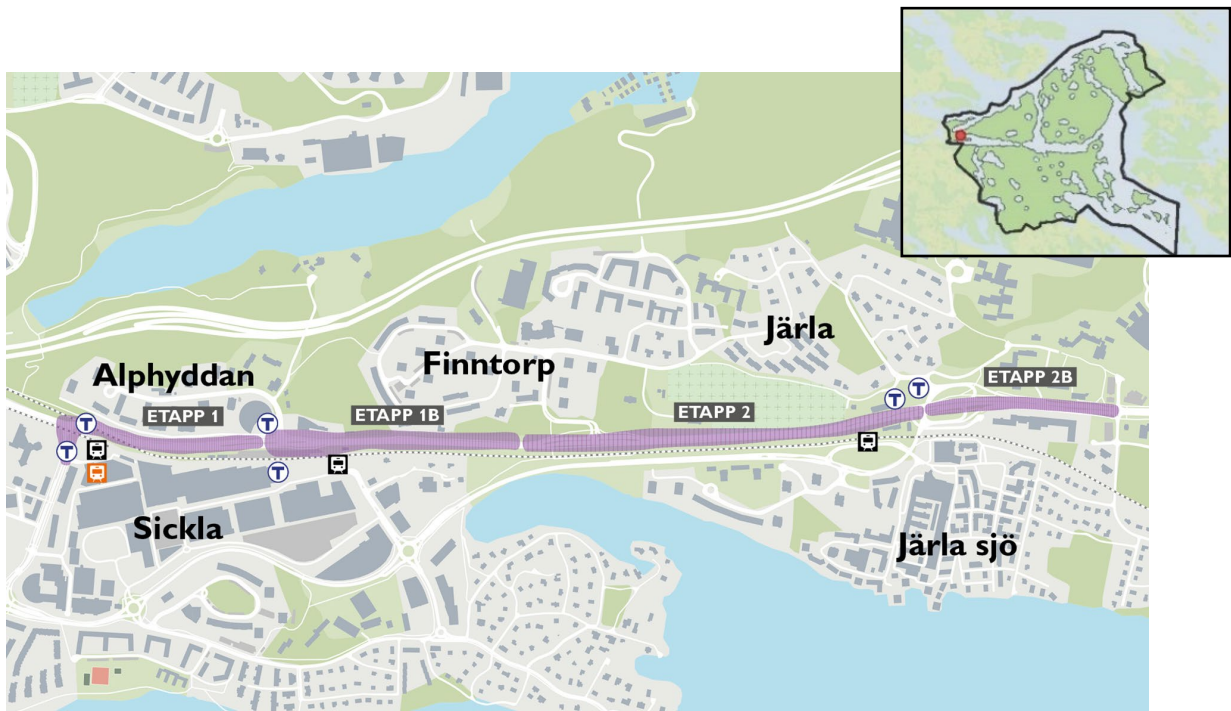 Järla
Finntorp
Alphyddan
ETAPP 2B
ETAPP 1
ETAPP 1B
ETAPP 2
T
T
T
T
T
T
Sickla
Järla sjö